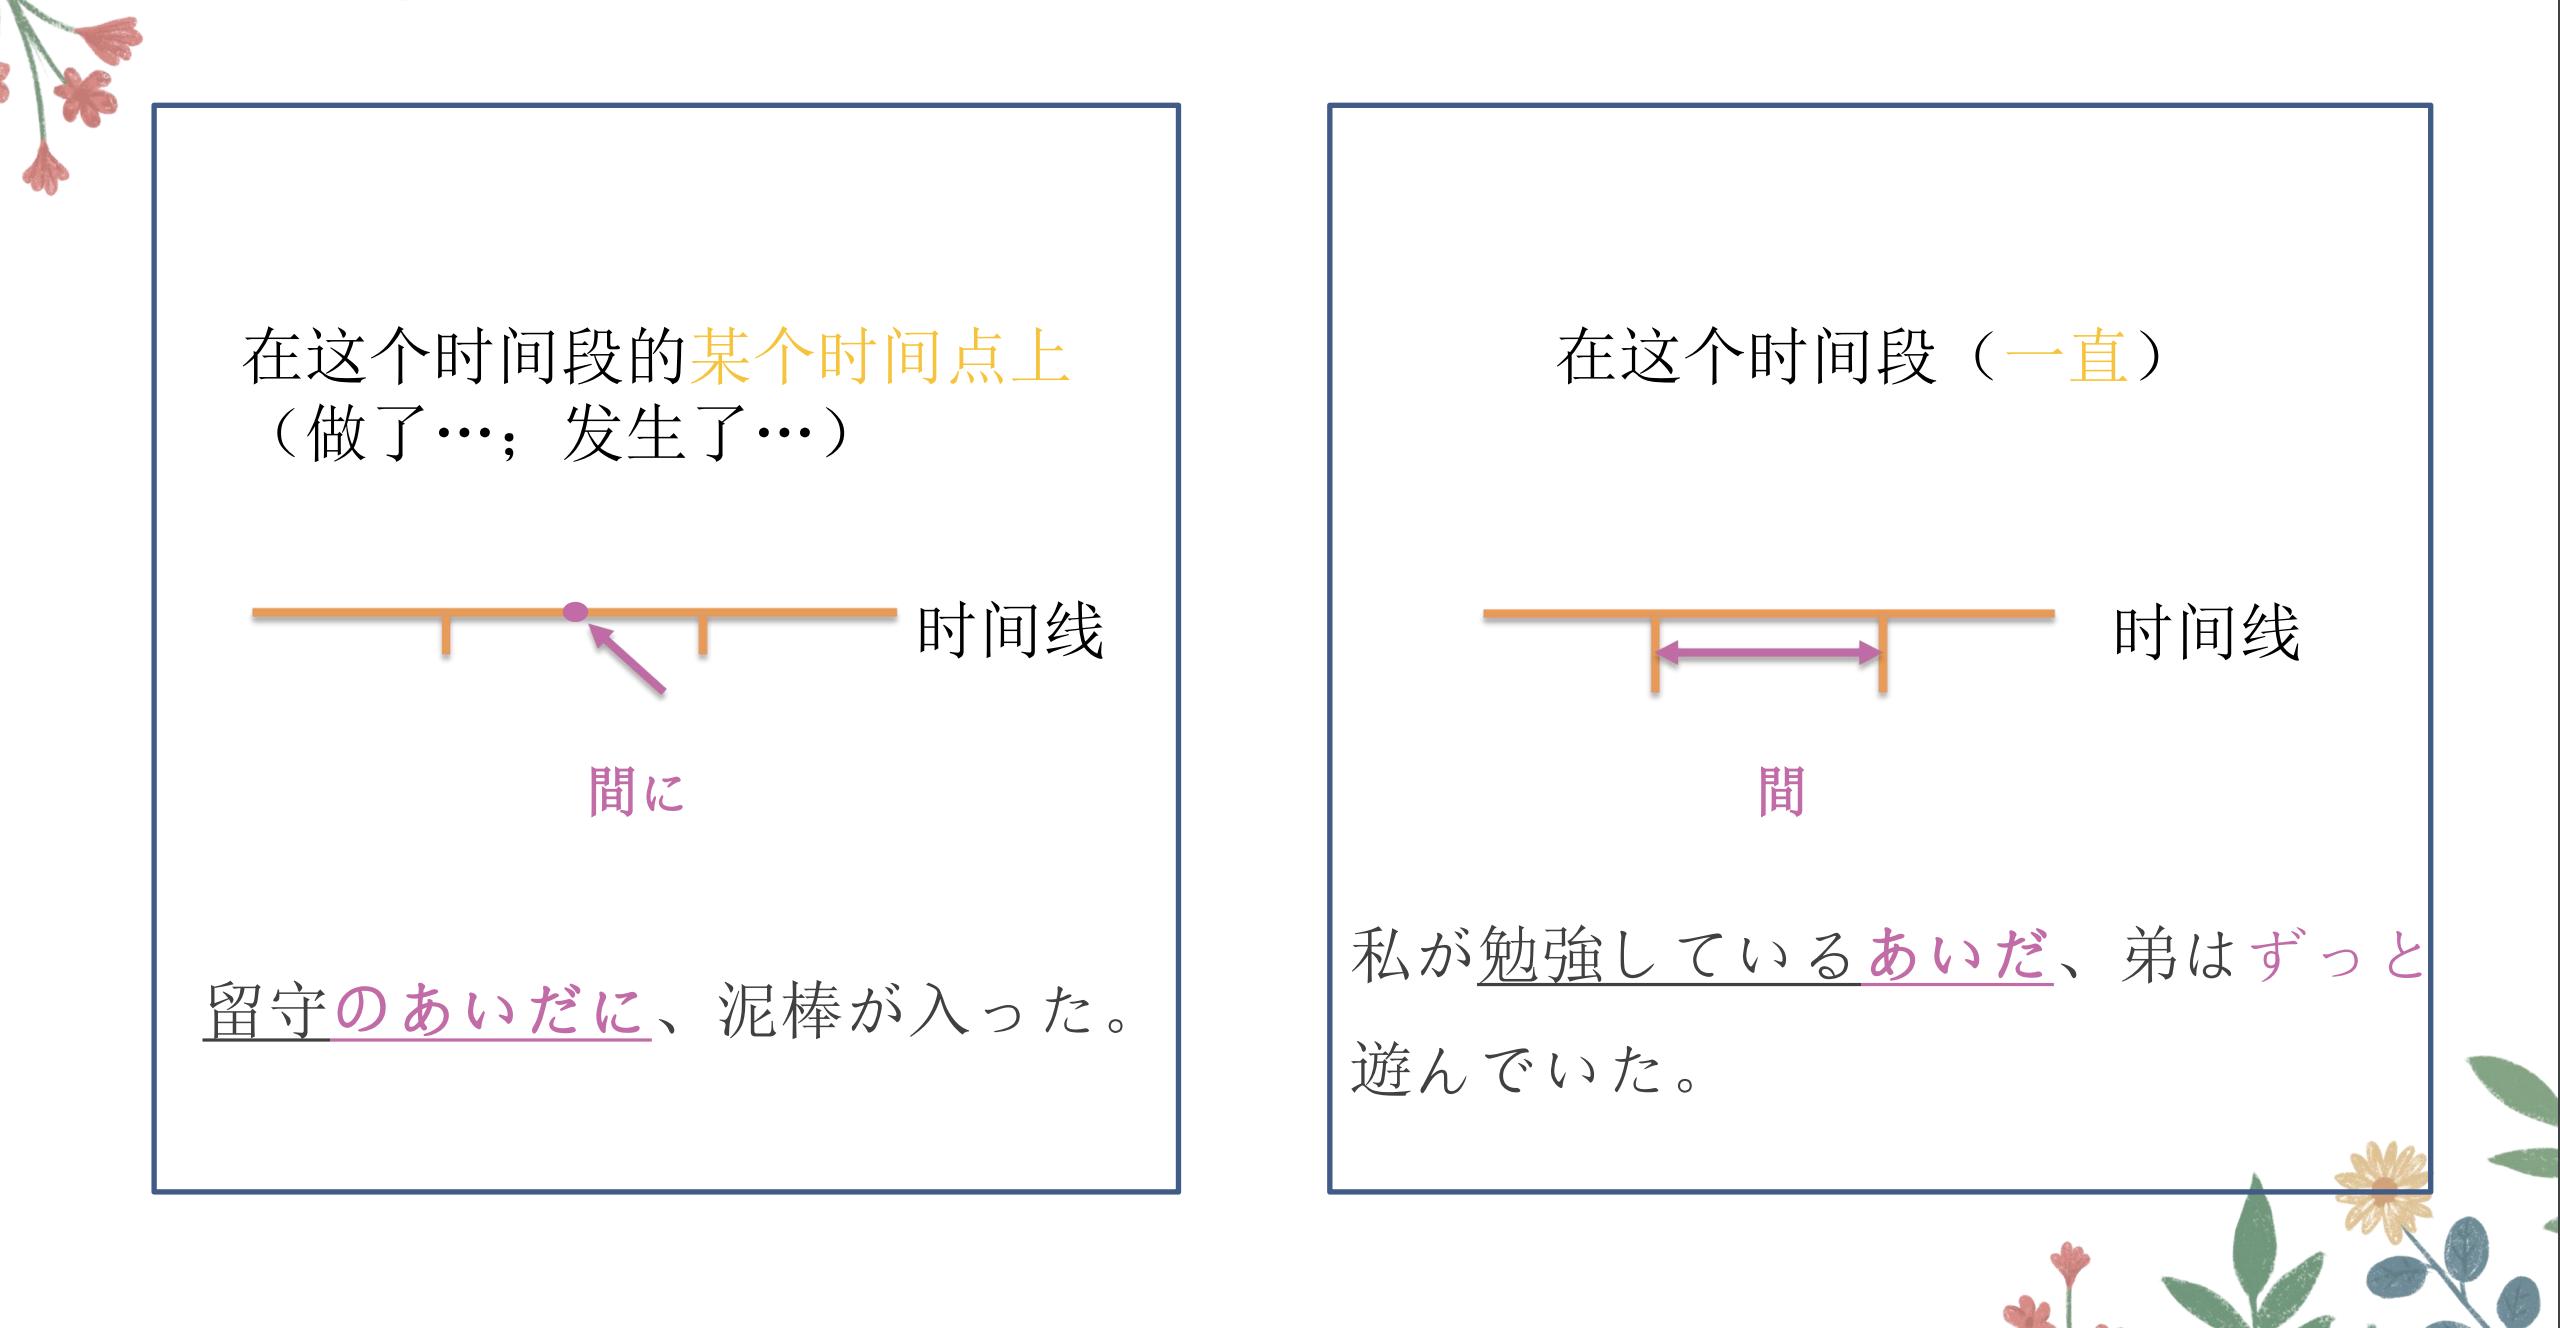 在这个时间段的某个时间点上
（做了…；发生了…）
时间线
間に
留守のあいだに、泥棒が入った。
在这个时间段（一直）
时间线
間
私が勉強しているあいだ、弟はずっと
遊んでいた。